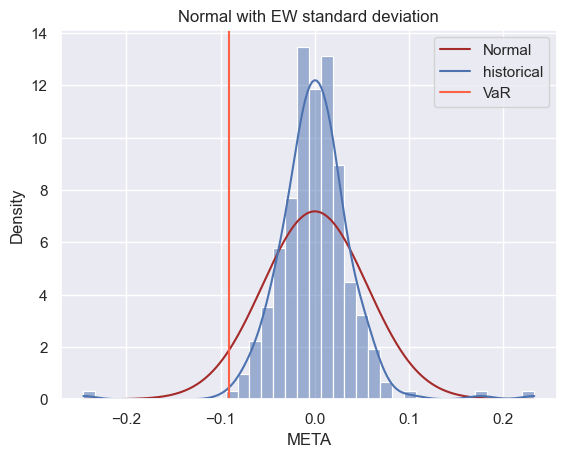 Normal with EW standard deviation
Normal
historical
VaR
Density
14
12
10
8
6
4
2
0
−0.2
−0.1
0.0
0.1
0.2
META